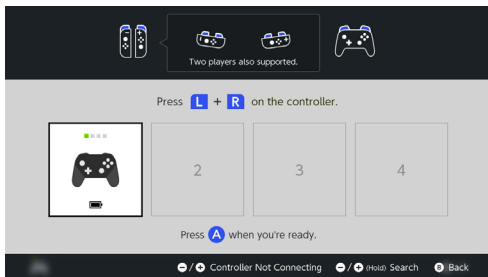 Two players also supported.
Press L + R on the controller.
2
3
4
Press A when you're ready.
−/+ Controller Not Connecting −/+ (Hold) Search B Back